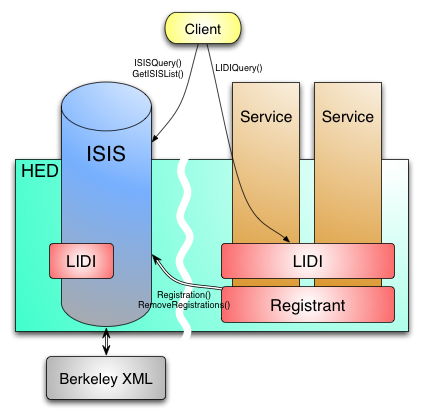 Client
ISISQuery()
GetISISList()
LIDIQuery()
Service
Service
ISIS
HED
LIDI
LIDI
Registration()
RemoveRegistrations()
Registrant
Berkeley XML